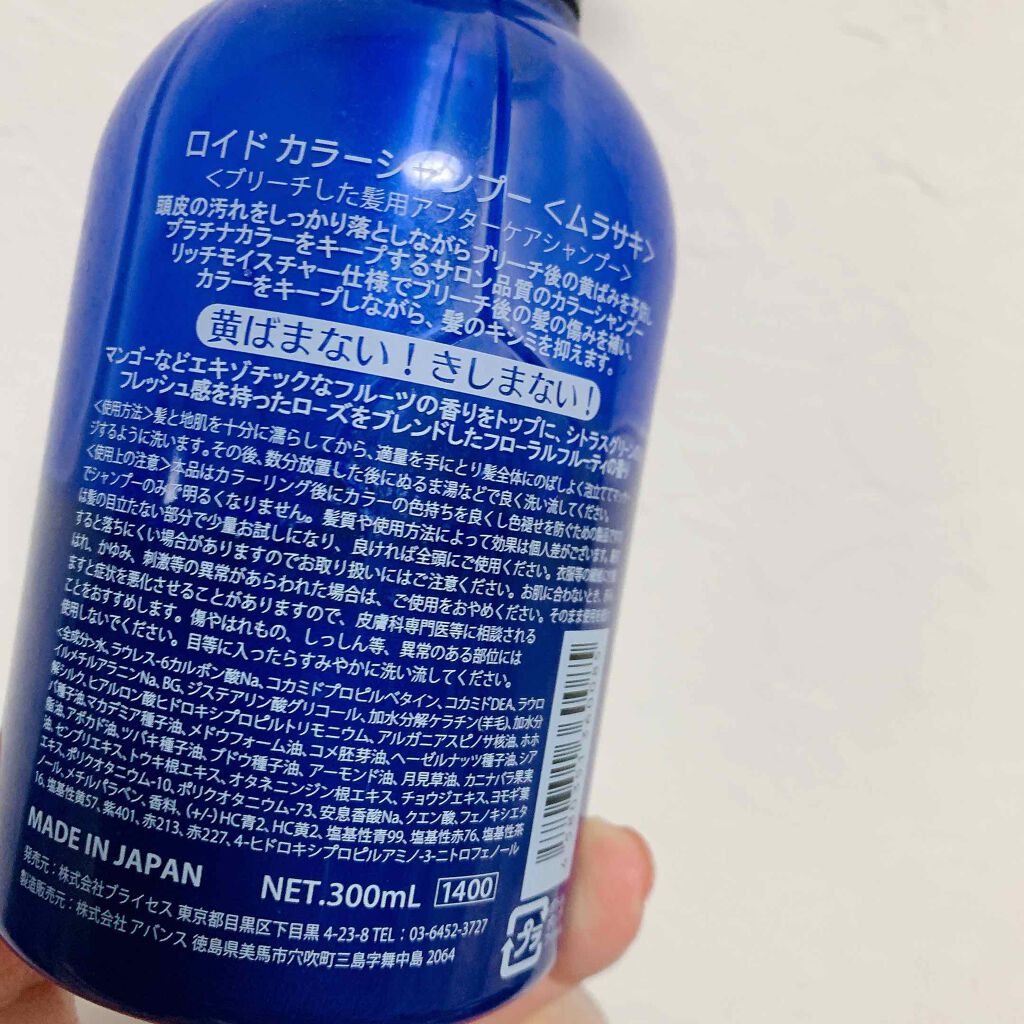 ロイド カラーシャンプー <ムラサキ>
<ブリーチした髪用アフターケアシャンプー>
頭皮の汚れをしっかり落としながらブリーチ後の黄ばみを予防し
プラチナカラーをキープするサロン品質のカラーシャンプー
リッチモイスチャー仕様でブリーチ後の髪の傷みを補い、
カラーをキープしながら、髪のキシミを抑えます。
黄ばまない！きしまない！
マンゴーなどエキゾチックなフルーツの香りをトップに、シトラスグリーンの
フレッシュ感を持ったローズをブレンドしたフローラルフルーティの香り
<使用方法>髪と地肌を十分に濡らしてから、適量を手にとり髪全体にのばしよく泡立ててマッサー
ジするように洗います。その後、数分放置した後にぬるま湯などで良く洗い流してください。
<使用上の注意>本品はカラーリング後にカラーの色持ちを良くし色褪せを防ぐための商品です
でシャンプーのみで明るくなりません。髪質や使用方法によって効果は個人差がございます。
は髪の目立たない部分で少量お試しになり、良ければ全頭にご使用ください。衣服等の
すると落ちにくい場合がありますのでお取り扱いにはご注意ください。お肌に合わないとき、
はれ、かゆみ、刺激等の異常があらわれた場合は、ご使用をおやめください。そのまま使用を
ますと症状を悪化させることがありますので、皮膚科専門医等に相談される
ことをおすすめします。傷やはれもの、しっしん等、異常のある部位には
使用しないでください。目等に入ったらすみやかに洗い流してください。
<全成分>水、ラウレス-6カルボン酸Na、コカミドプロピルベタイン、コカミドDEA、ラウロ
イルメチルアラニンNa、BG、ジステアリン酸グリコール、加水分解ケラチン(羊毛)、加水分
解シルク、ヒアルロン酸ヒドロキシプロピルトリモニウム、アルガニアスピノサ核油、ホホ
バ種子油、マカデミア種子油、メドウフォーム油、コメ胚芽油、ヘーゼルナッツ種子油、シア
脂油、アボカド油、ツバキ種子油、ブドウ種子油、アーモンド油、月見草油、カニナバラ果実
油、センブリエキス、トウキ根エキス、オタネニンジン根エキス、チョウジエキス、ヨモギ葉
エキス、ポリクオタニウム-10、ポリクオタニウム-73、安息香酸Na、クエン酸、フェノキシエタ
ノール、メチルパラベン、香料、(+/-)HC青2、HC黄2、塩基性青99、塩基性赤76、塩基性茶
16、塩基性黄57、紫401、赤213、赤227、4-ヒドロキシプロピルアミノ-3-ニトロフェノール
MADE IN JAPAN
NET.300mL 1400
発売元：株式会社ブライセス 東京都目黒区下目黒 4-23-8 TEL：03-6452-3727
製造販売元：株式会社 アバンス 徳島県美馬市穴吹町三島字舞中島 2064
プラ